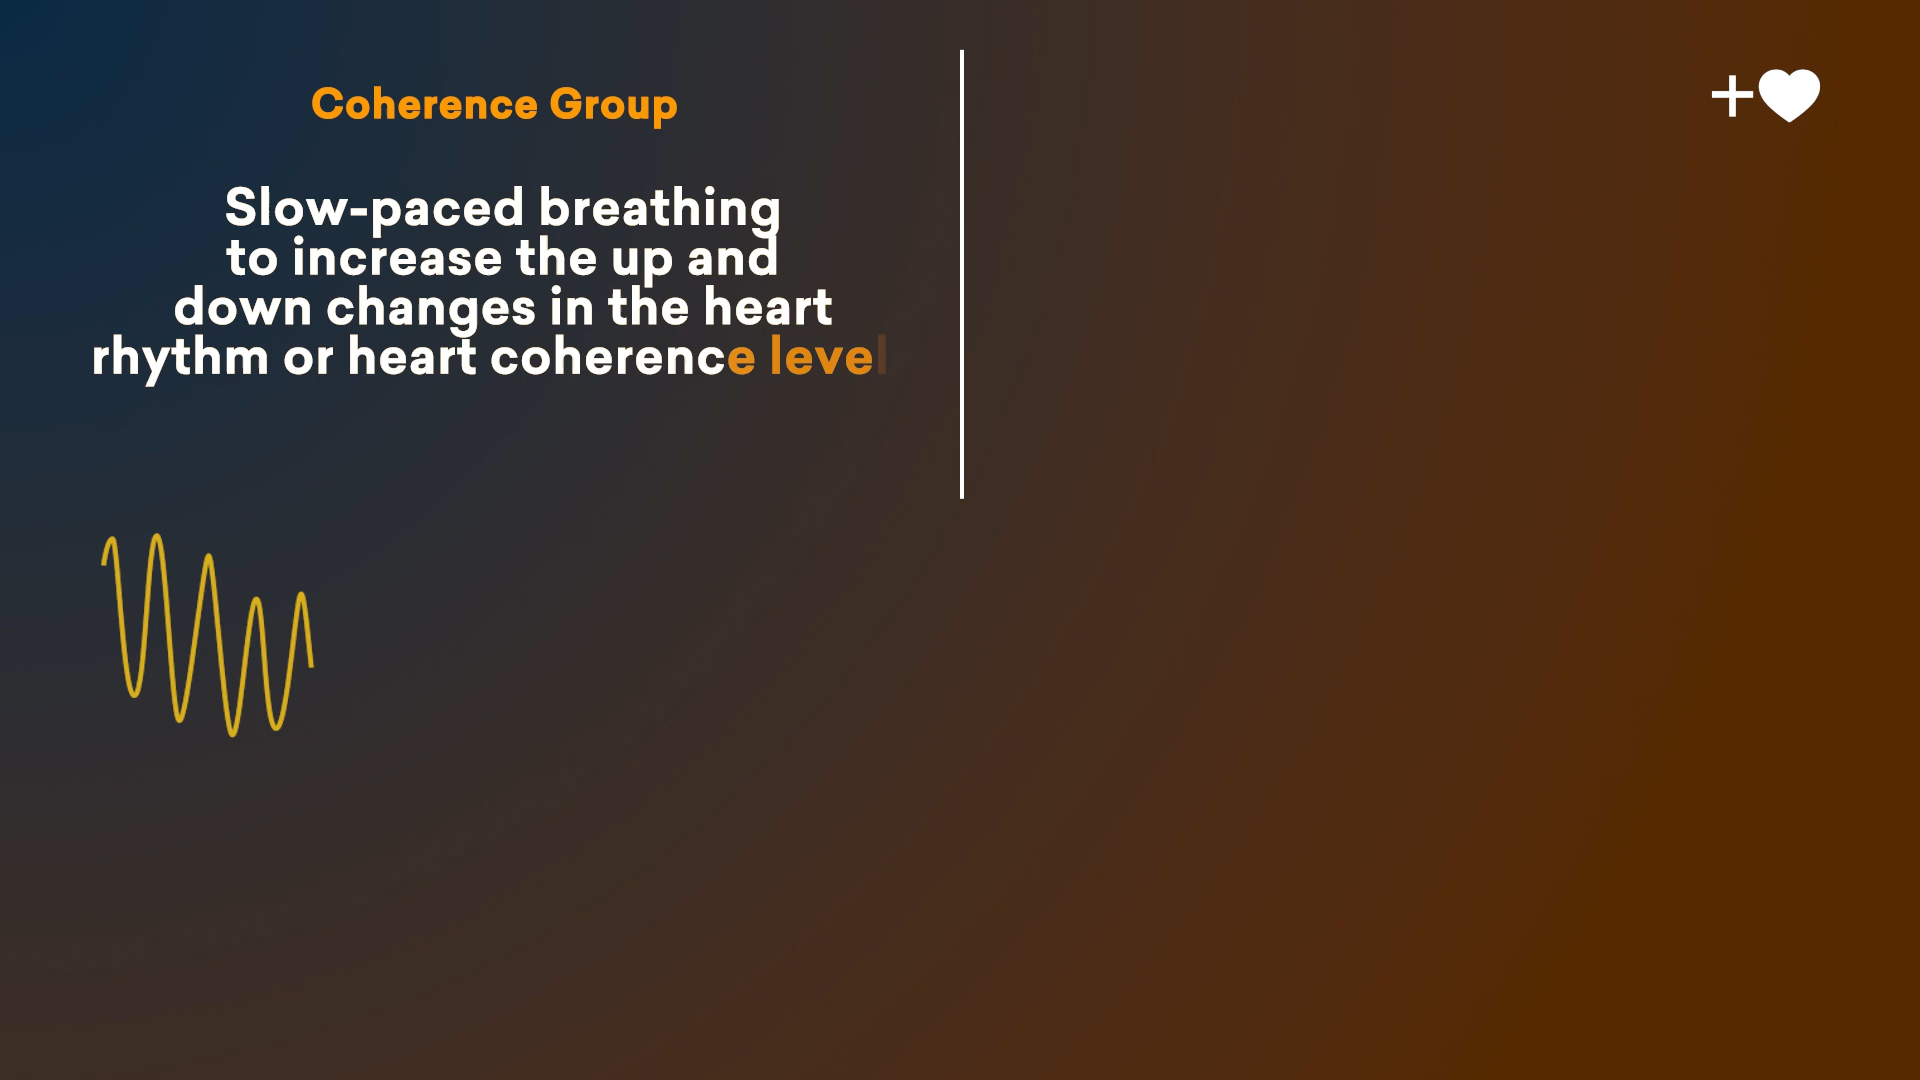 Coherence Group
Slow-paced breathing
to increase the up and
down changes in the heart
rhythm or heart coherence level